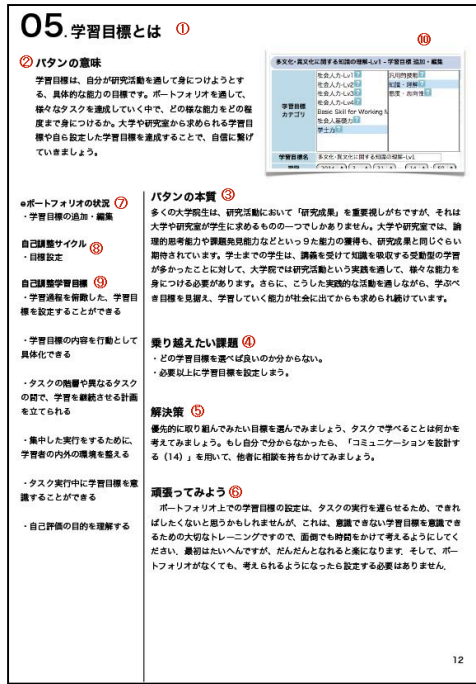 05.学習目標とは ①
⑩
② パタンの意味
学習目標は、自分が研究活動を通して身につけようとす
る、具体的な能力の目標です。ポートフォリオを通して、
様々なタスクを達成していく中で、どの様な能力をどの程
度まで身につけるか。大学や研究室から求められる学習目
標や自ら設定した学習目標を達成することで、自信に繋げ
ていきましょう。
多文化・異文化に関する知識の理解-Lv1 - 学習目標 追加・編集
学習目標
カテゴリ
社会人力-Lv1?
社会人力-Lv2?
社会人力-Lv3?
社会人力-Lv4?
Basic Skill for Working M
社会人基礎力?
学士力?
汎用的技能?
知識・理解?
態度・志向性?
学習目標名 多文化・異文化に関する知識の理解-Lv1
⊖ポートフォリオの状況 ⑦
・学習目標の追加・編集
自己調整サイクル ⑧
・目標設定
自己調整学習目標 ⑨
・学習過程を俯瞰した、学習目
標を設定することができる
・学習目標の内容を行動として
具体化できる
・タスクの階層や異なるタスク
の間で、学習を継続させる計画
を立てられる
・集中した実行をするために、
学習者の内外の環境を整える
・タスク実行中に学習目標を意
識することができる
・自己評価の目的を理解する
パタンの本質 ③
多くの大学院生は、研究活動において「研究成果」を重要視しがちですが、それは
大学や研究室が学生に求めるものの一つでしかありません。大学や研究室では、論
理的思考能力や課題発見能力などといっ９た能力の獲得も、研究成果と同じぐらい
期待されています。学士までの学生は、講義を受けて知識を吸収する受動型の学習
が多かったことに対して、大学院では研究活動という実践を通して、様々な能力を
身につける必要があります。さらに、こうした実践的な活動を通しながら、学ぶべ
き目標を見据え、学習していく能力が社会に出てからも求められ続けています。
乗り越えたい課題 ④
・どの学習目標を選べば良いのか分からない。
・必要以上に学習目標を設定しまう。
解決策 ⑤
優先的に取り組んでみたい目標を選んでみましょう、タスクで学べることは何かを
考えてみましょう。もし自分で分からなかったら、「コミュニケーションを設計す
る（14）」を用いて、他者に相談を持ちかけてみましょう。
頑張ってみよう ⑥
ポートフォリオ上での学習目標の設定は、タスクの実行を遅らせるため、できれ
ばしたくないと思うかもしれませんが、これは、意識できない学習目標を意識でき
るための大切なトレーニングですので、面倒でも時間をかけて考えるようにしてく
ださい．最初はたいへんですが、だんだんとなれると楽になります．そして、ポー
トフォリオがなくても、考えられるようになったら設定する必要はありません．
12